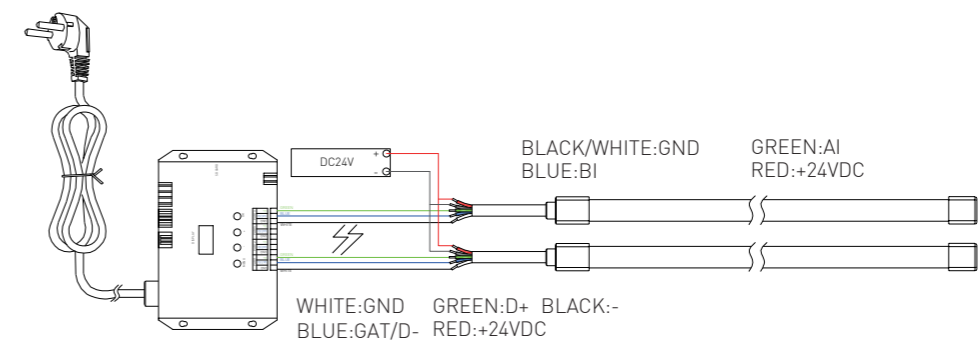 DC24V
+
-
BLACK/WHITE:GND
BLUE:BI
GREEN:AI
RED:+24VDC
WHITE:GND
BLUE:GAT/D-
GREEN:D+ BLACK:-
RED:+24VDC